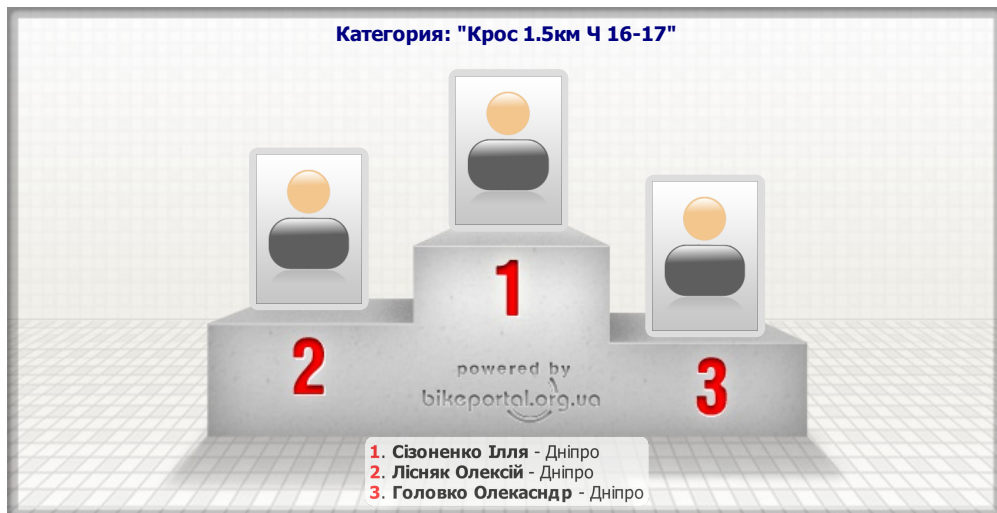 Категория: "Крос 1.5км Ч 16-17"
1
2
3
powered by
bikeportal.org.ua
1. Сізоненко Ілля - Дніпро
2. Лісняк Олексій - Дніпро
3. Головко Олекасндр - Дніпро